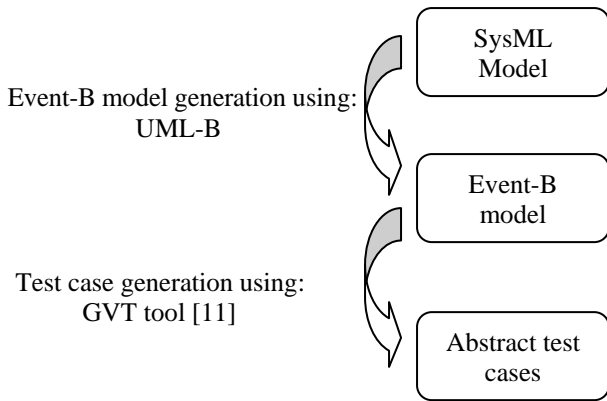 SysML
Model
Event-B model generation using:
UML-B
Event-B
model
Test case generation using:
GVT tool [11]
Abstract test
cases